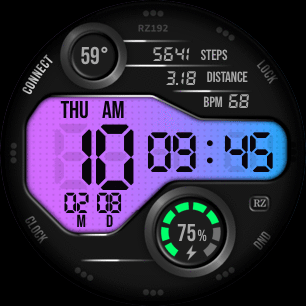 RZ192
59°
5641 STEPS
3.18 DISTANCE
BPM 68
CONNECT
LOCK
THU AM
10 09:45
02 08
M D
RZ
75%
CLOCK
DND